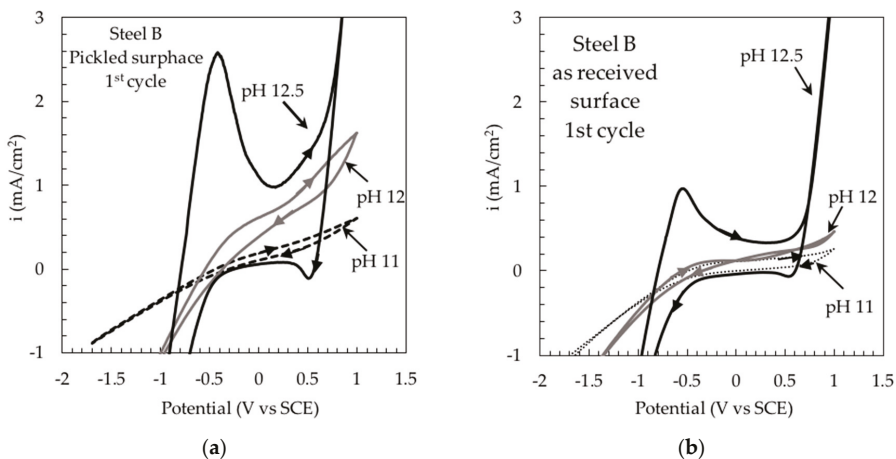 3
2
1
0
-1
i (mA/cm²)
Steel B
Pickled surphace
1st cycle
pH 12.5
pH 12
pH 11
-2 -1.5 -1 -0.5 0 0.5 1 1.5
Potential (V vs SCE)
(a)
3
2
1
0
-1
i (mA/cm²)
Steel B
as received
surface
1st cycle
pH 12.5
pH 12
pH 11
-2 -1.5 -1 -0.5 0 0.5 1 1.5
Potential (V vs SCE)
(b)